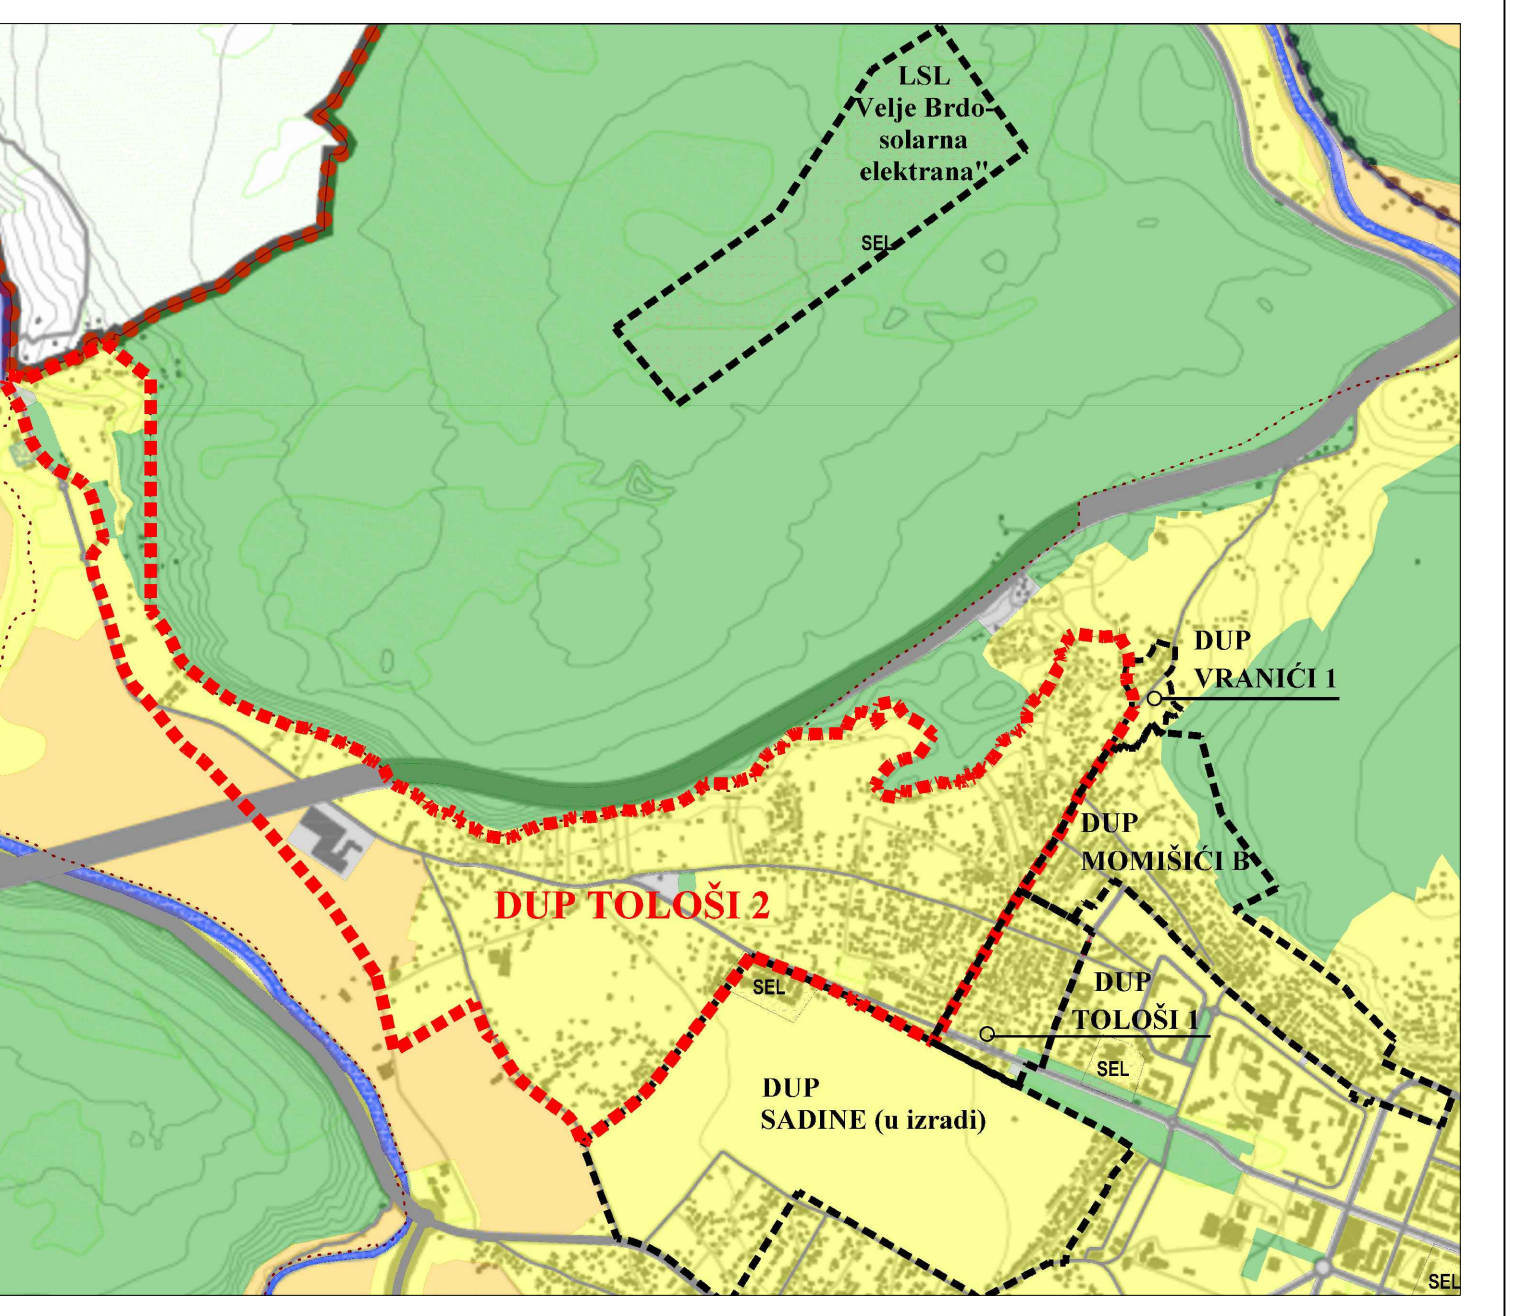 LSL
Velje Brdo-
solarna
elektrana"
SEL
DUP
VRANIĆI 1
DUP
MOMIŠIĆI B
DUP TOLOŠI 2
SEL
DUP
TOLOŠI 1
SEL
DUP
SADINE (u izradi)
SEL